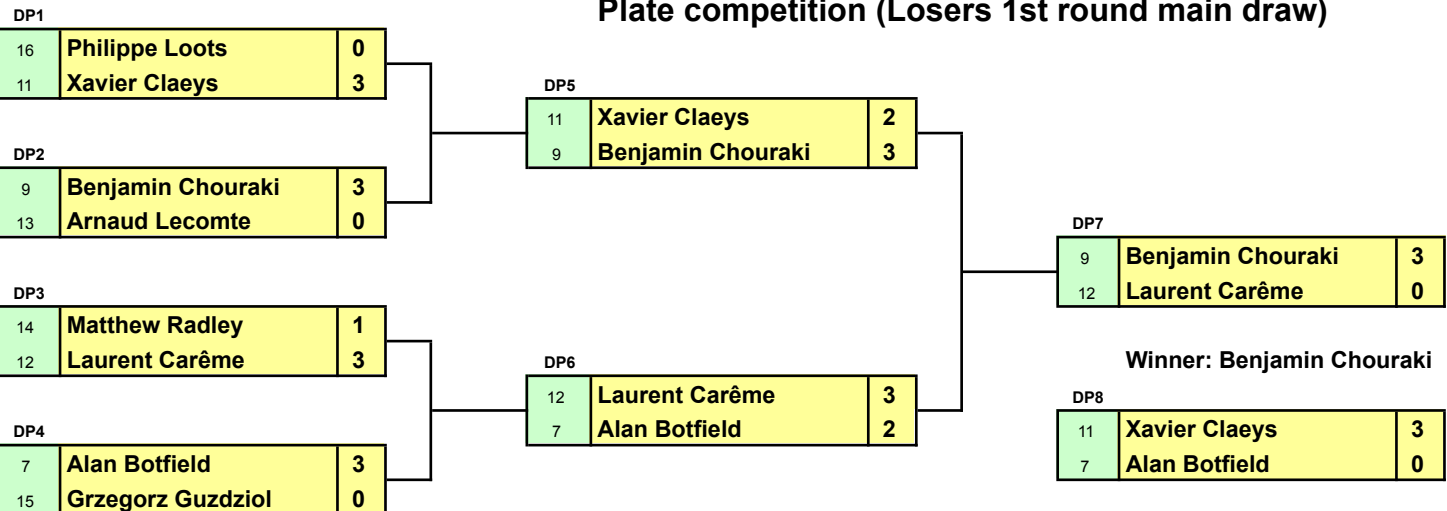 Plate competition (Losers 1st round main draw)
DP1
16 Philippe Loots 0
11 Xavier Claeys 3
DP2
9 Benjamin Chouraki 3
13 Arnaud Lecomte 0
DP3
14 Matthew Radley 1
12 Laurent Carême 3
DP4
7 Alan Botfield 3
15 Grzegorz Guzdziol 0
DP5
11 Xavier Claeys 2
9 Benjamin Chouraki 3
DP6
12 Laurent Carême 3
7 Alan Botfield 2
DP7
9 Benjamin Chouraki 3
12 Laurent Carême 0
Winner: Benjamin Chouraki
DP8
11 Xavier Claeys 3
7 Alan Botfield 0